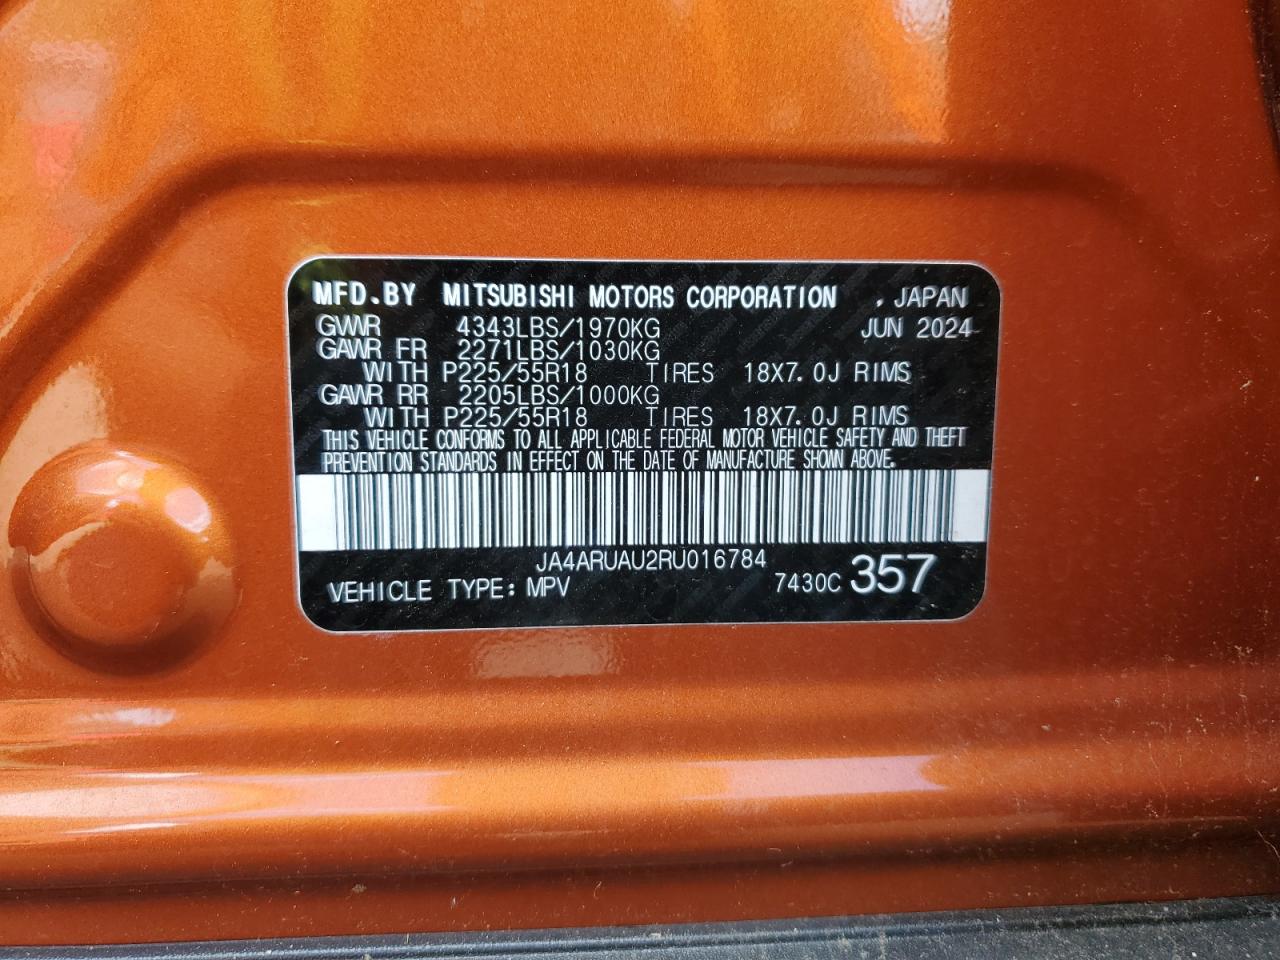 MFD.BY MITSUBISHI MOTORS CORPORATION . JAPAN
GVWR 4343LBS/1970KG JUN 2024
GAWR FR 2271LBS/1030KG
WITH P225/55R18 TIRES 18X7.0J RIMS
GAWR RR 2205LBS/1000KG
WITH P225/55R18 TIRES 18X7.0J RIMS
THIS VEHICLE CONFORMS TO ALL APPLICABLE FEDERAL MOTOR VEHICLE SAFETY AND THEFT
PREVENTION STANDARDS IN EFFECT ON THE DATE OF MANUFACTURE SHOWN ABOVE.
JA4ARUAU2RU016784
VEHICLE TYPE: MPV 7430C 357